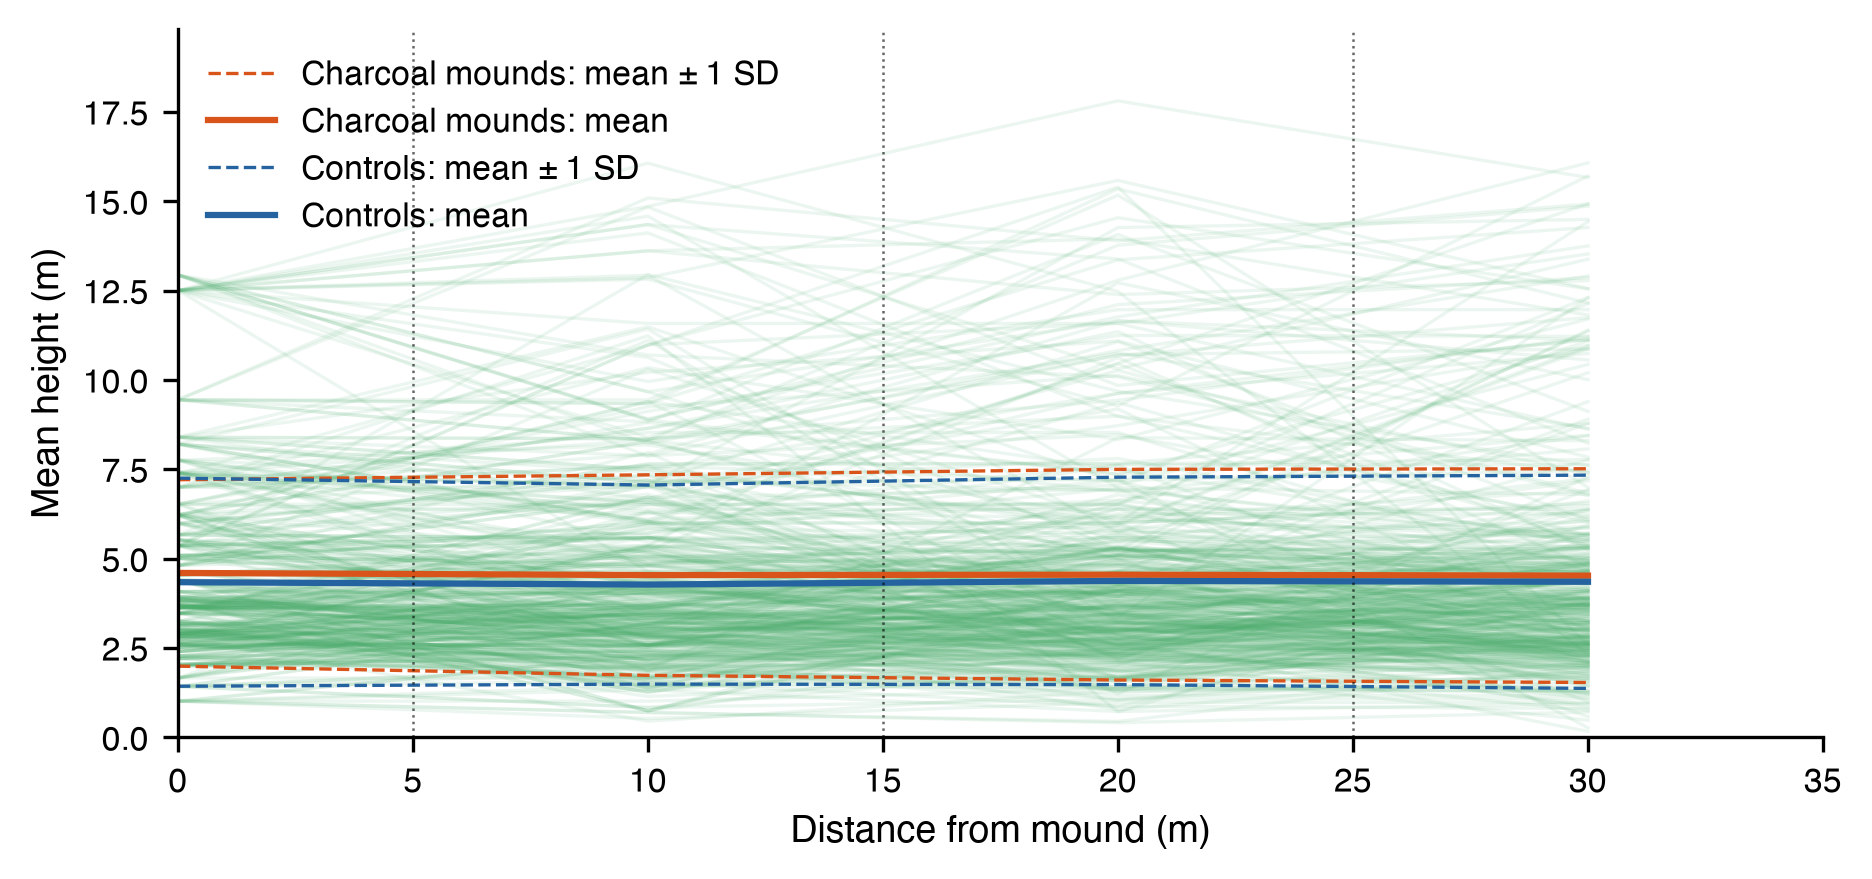 Charcoal mounds: mean ± 1 SD
Charcoal mounds: mean
Controls: mean ± 1 SD
Controls: mean
Mean height (m)
17.5
15.0
12.5
10.0
7.5
5.0
2.5
0.0
0 5 10 15 20 25 30 35
Distance from mound (m)